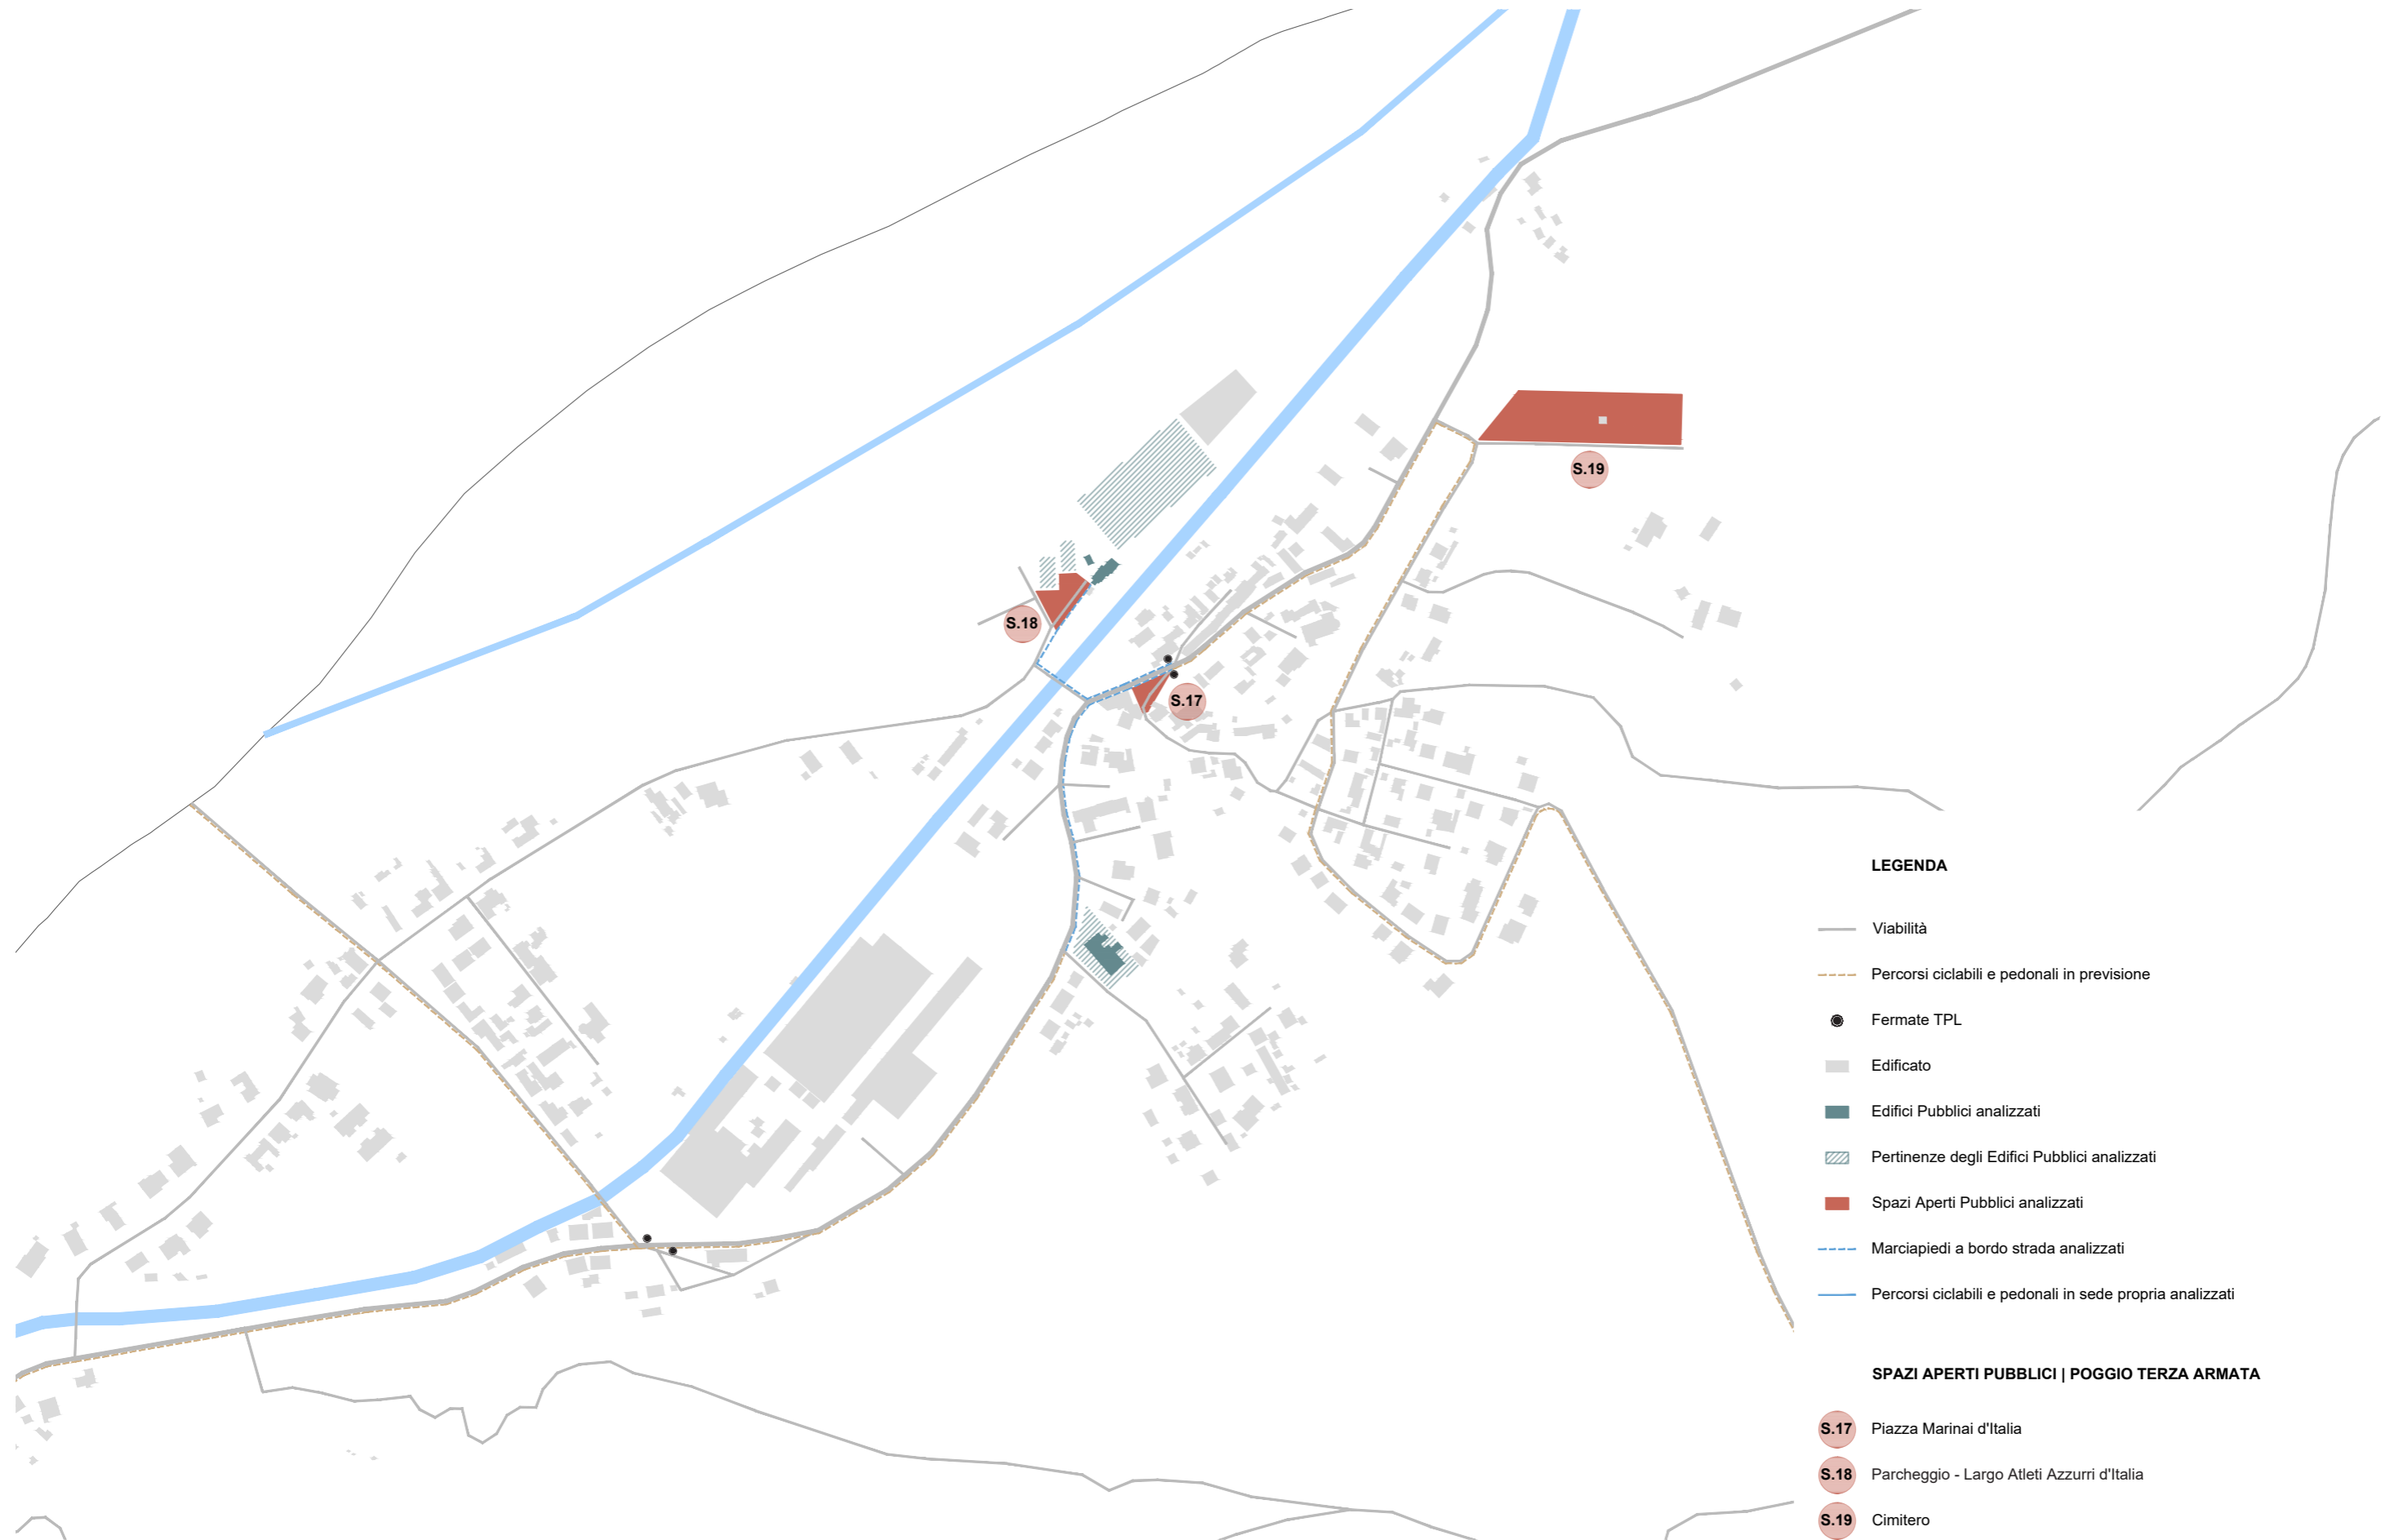 S.19
S.18
S.17
LEGENDA
Viabilità
Percorsi ciclabili e pedonali in previsione
Fermate TPL
Edificato
Edifici Pubblici analizzati
Pertinenze degli Edifici Pubblici analizzati
Spazi Aperti Pubblici analizzati
Marciapiedi a bordo strada analizzati
Percorsi ciclabili e pedonali in sede propria analizzati
SPAZI APERTI PUBBLICI | POGGIO TERZA ARMATA
S.17 Piazza Marinai d'Italia
S.18 Parcheggio - Largo Atleti Azzurri d'Italia
S.19 Cimitero